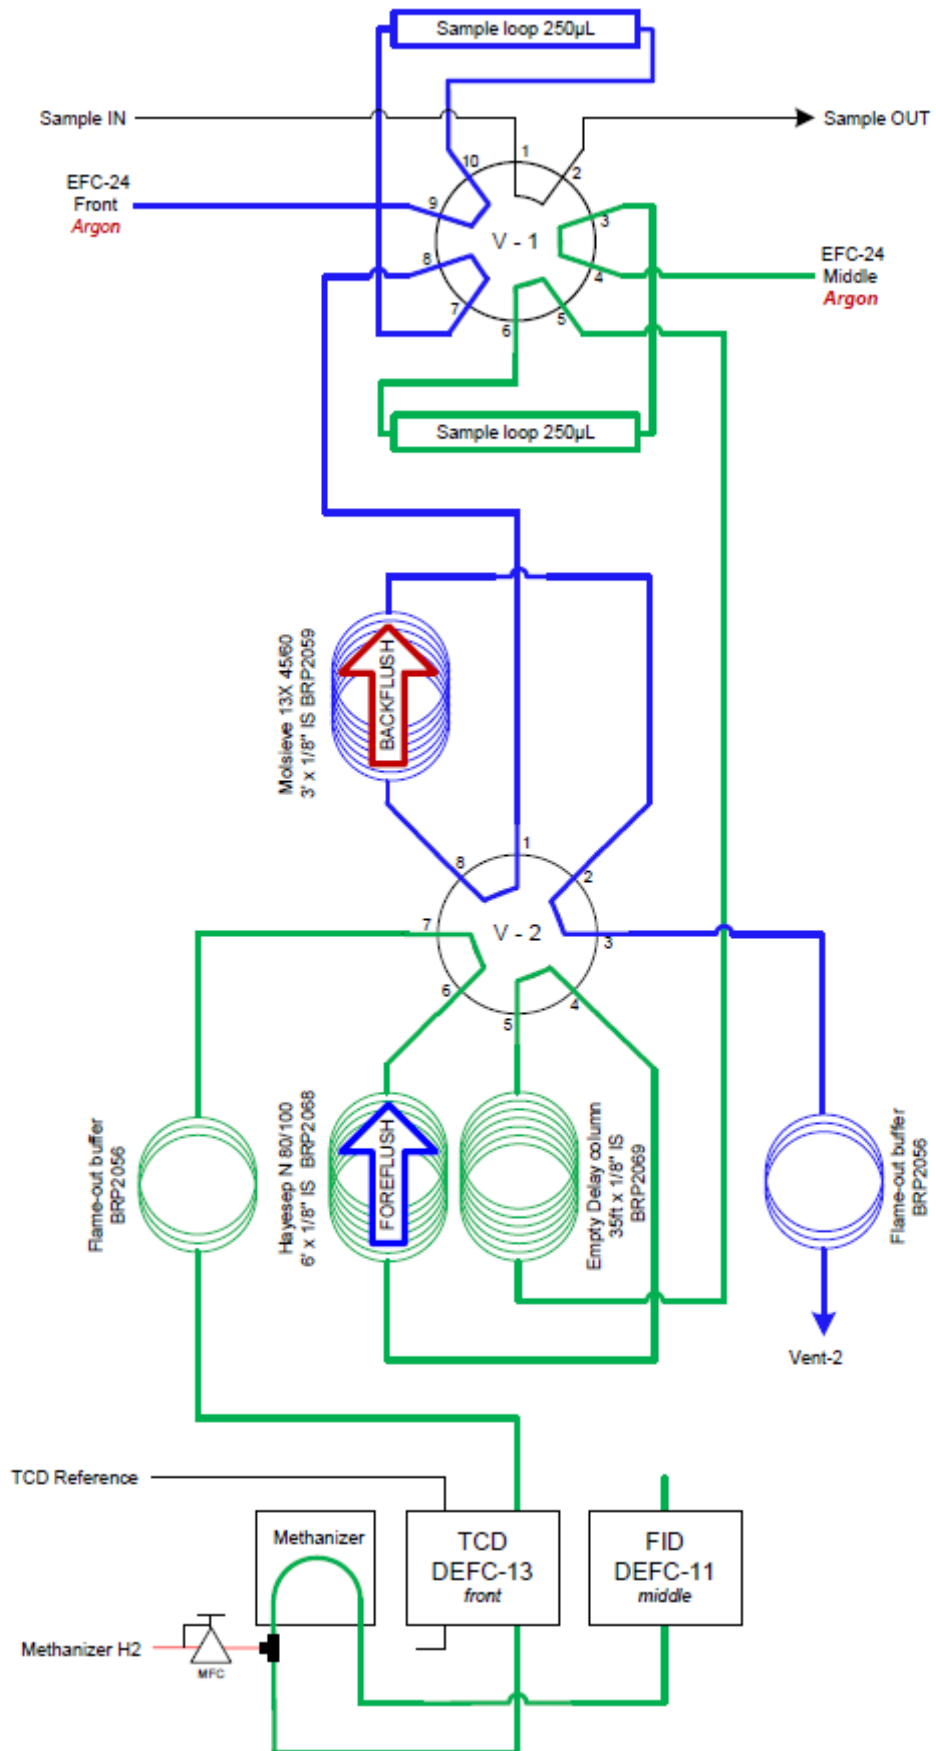 Sample loop 250µL
Sample IN
Sample OUT
1
2
10
EFC-24
Front
Argon
9
3
V - 1
8
4
EFC-24
Middle
Argon
7
6
5
Sample loop 250µL
Molsieve 13X 45/60
3' x 1/8" IS BRP2059
BACKFLUSH
1
8
2
7
V - 2
3
6
5
4
Flame-out buffer
BRP2056
Hayesep N 80/100
6' x 1/8" IS BRP2068
FOREFLUSH
Empty Delay column
35ft x 1/8" IS
BRP2069
Flame-out buffer
BRP2056
Vent-2
TCD Reference
Methanizer
TCD
DEFC-13
front
FID
DEFC-11
middle
Methanizer H2
MFC